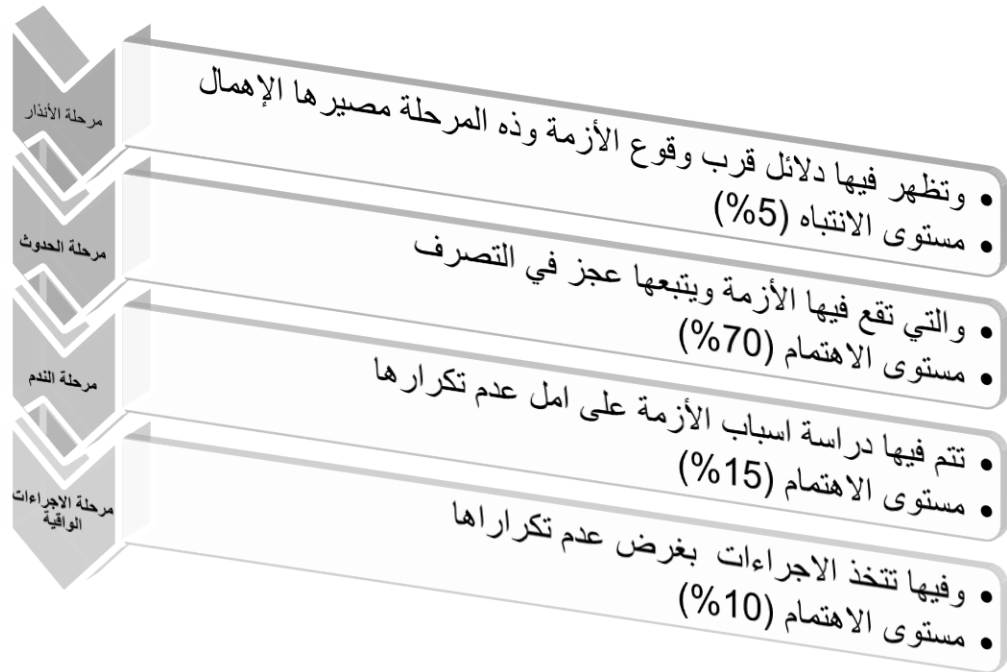 مرحلة الأنذار
وتظهر فيها دلائل قرب وقوع الأزمة وذه المرحلة مصيرها الإهمال
مستوى الانتباه (5%)
مرحلة الحدوث
والتي تقع فيها الأزمة ويتبعها عجز في التصرف
مستوى الاهتمام (70%)
مرحلة الندم
تتم فيها دراسة اسباب الأزمة على امل عدم تكرارها
مستوى الاهتمام (15%)
مرحلة الاجراءات
الواقية
وفيها تتخذ الاجراءات بغرض عدم تكراراها
مستوى الاهتمام (10%)